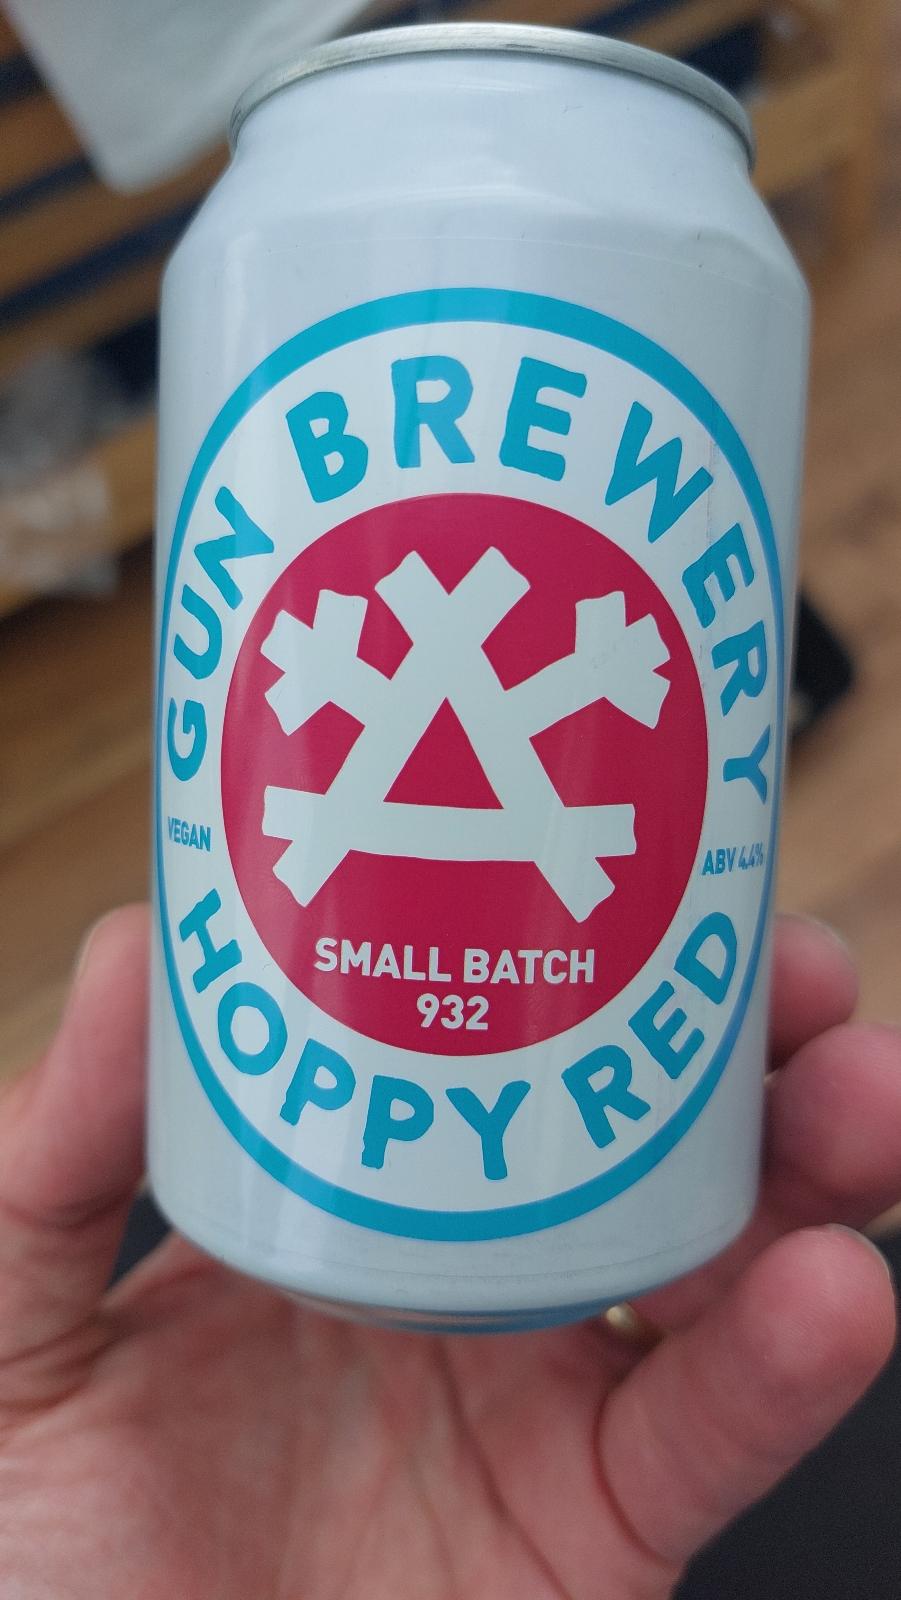 GUN BREWERY
VEGAN
ABV 4.4%
SMALL BATCH
932
HOPPY RED